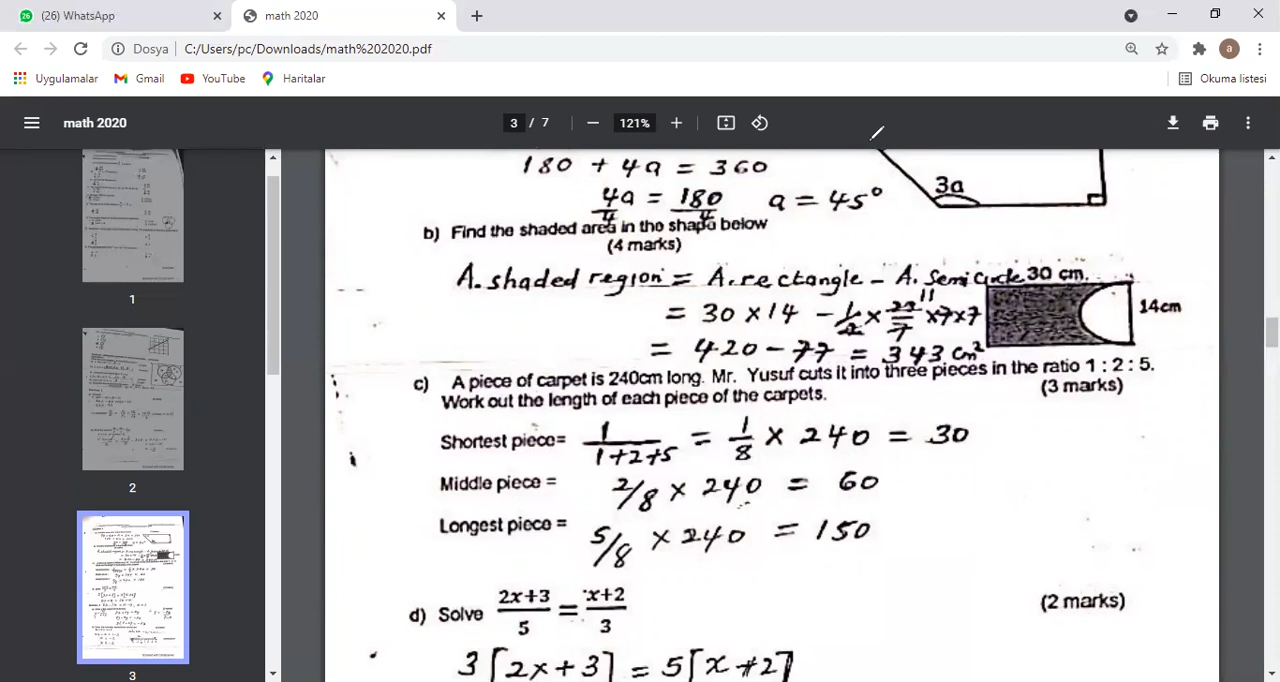 (26) WhatsApp
math 2020
Dosya
C:/Users/pc/Downloads/math%202020.pdf
a
Uygulamalar
Gmail
YouTube
Haritalar
Okuma listesi
math 2020
3 / 7
121%
1
2
3
180 + 4a = 360
4a/4 = 180/4 a = 45°
3a
b) Find the shaded area in the shape below
(4 marks)
A. shaded region = A. rectangle - A. Semi Circle
30 cm
14cm
= 30 × 14 - 1/2 × 22/7 11 × 7 × 7
= 420 - 77 = 343 cm²
c) A piece of carpet is 240cm long. Mr. Yusuf cuts it into three pieces in the ratio 1 : 2 : 5.
Work out the length of each piece of the carpets.
(3 marks)
Shortest piece= 1/1+2+5 = 1/8 × 240 = 30
Middle piece = 2/8 × 240 = 60
Longest piece = 5/8 × 240 = 150
d) Solve 2x+3/5 = x+2/3
(2 marks)
3[2x+3] = 5[x+2]